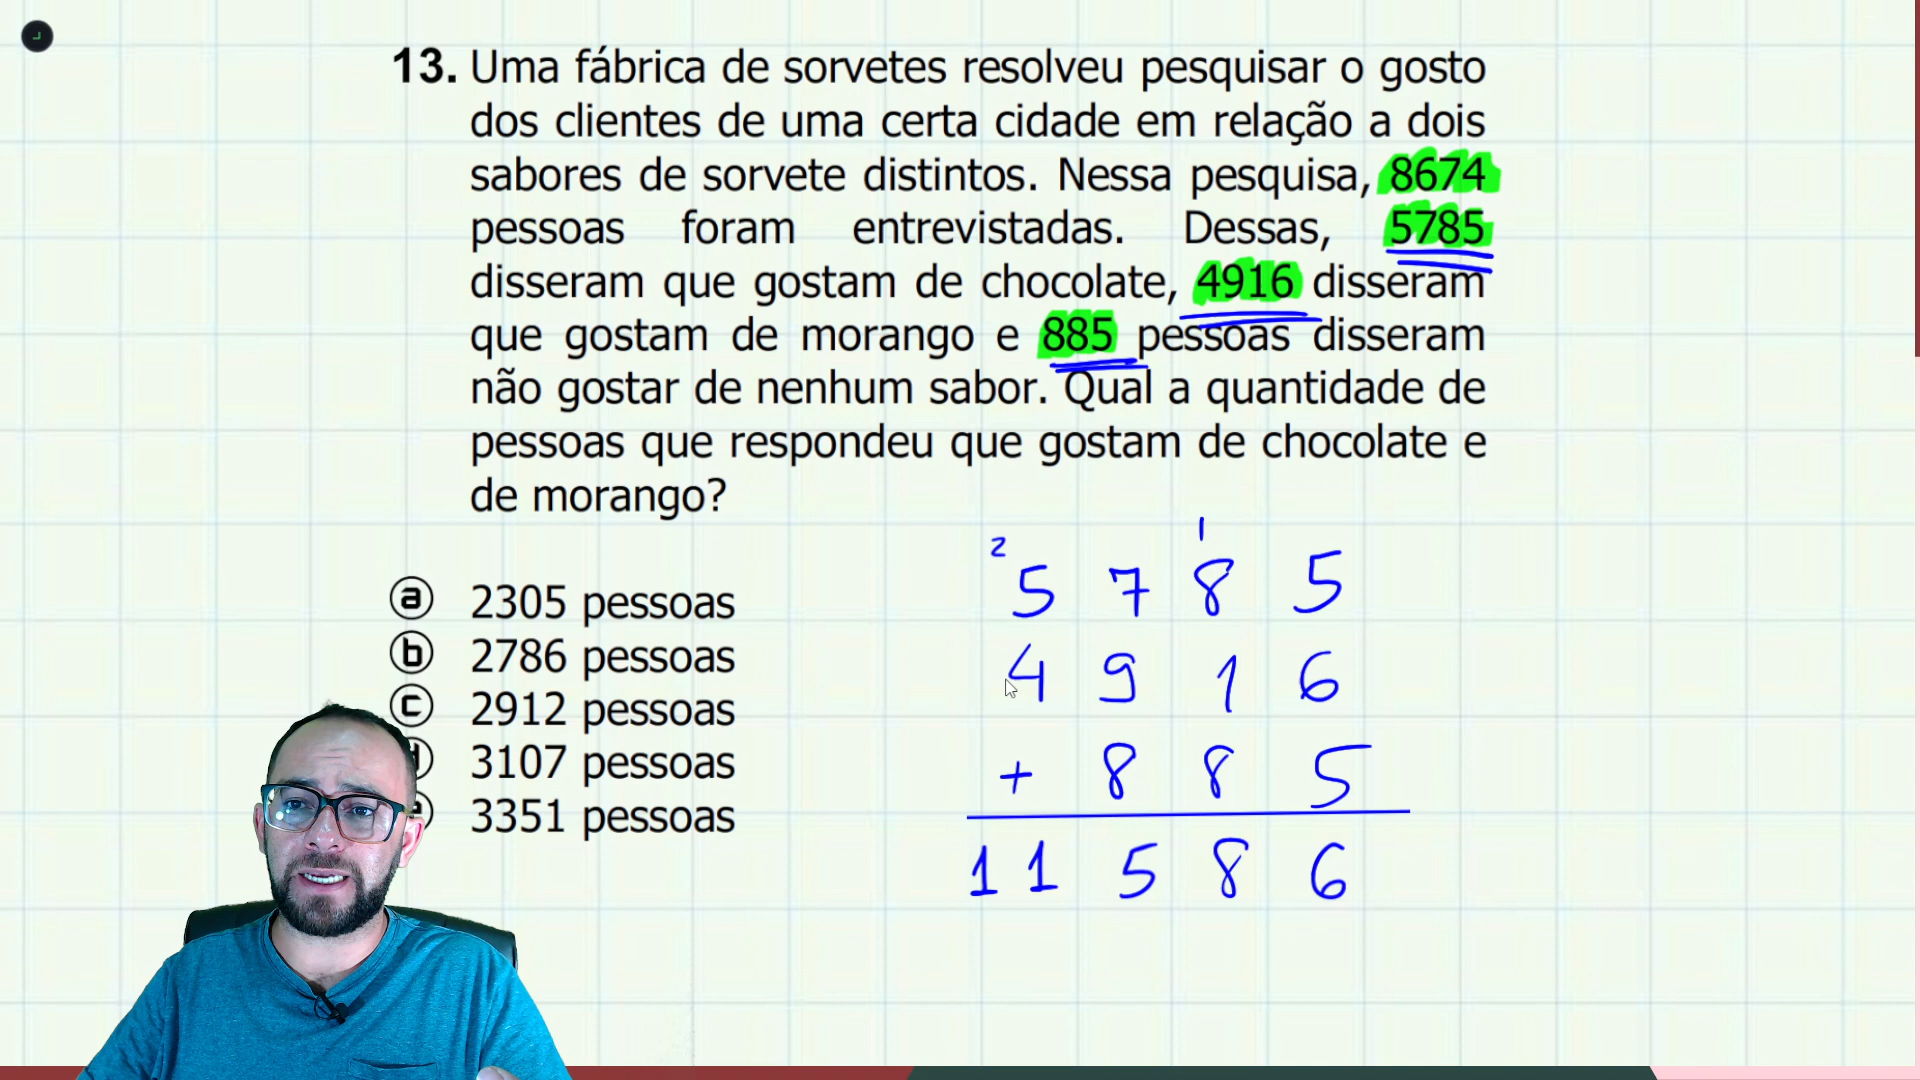 13. Uma fábrica de sorvetes resolveu pesquisar o gosto
dos clientes de uma certa cidade em relação a dois
sabores de sorvete distintos. Nessa pesquisa, 8674
pessoas foram entrevistadas. Dessas, 5785
disseram que gostam de chocolate, 4916 disseram
que gostam de morango e 885 pessoas disseram
não gostar de nenhum sabor. Qual a quantidade de
pessoas que respondeu que gostam de chocolate e
de morango?
a 2305 pessoas
b 2786 pessoas
c 2912 pessoas
d 3107 pessoas
e 3351 pessoas
2 1
5 7 8 5
4 9 1 6
+ 8 8 5
1 1 5 8 6